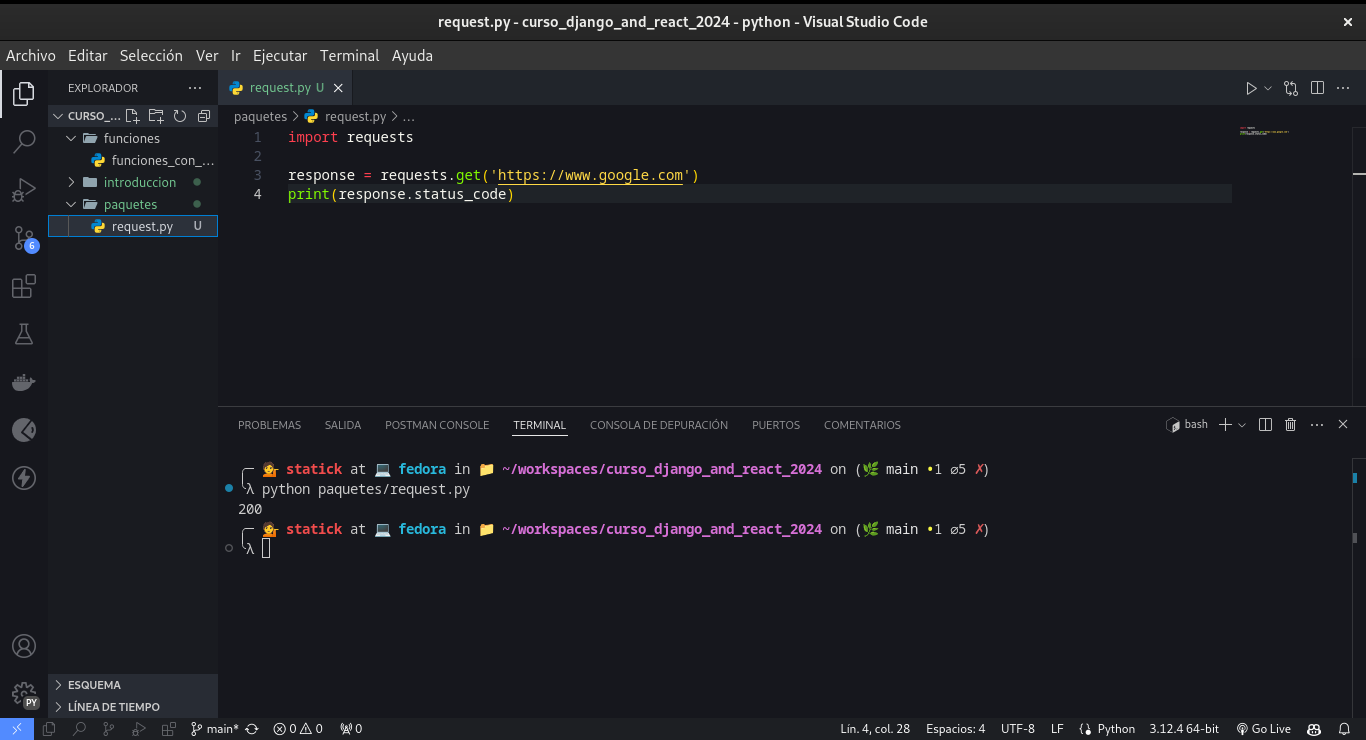 request.py - curso_django_and_react_2024 - python - Visual Studio Code
Archivo Editar Selección Ver Ir Ejecutar Terminal Ayuda
EXPLORADOR
CURSO_...
funciones
funciones_con_...
introduccion
paquetes
request.py U
6
ESQUEMA
LÍNEA DE TIEMPO
PY
request.py U
paquetes > request.py > ...
1 import requests
2
3 response = requests.get('https://www.google.com')
4 print(response.status_code)
PROBLEMAS SALIDA POSTMAN CONSOLE TERMINAL CONSOLA DE DEPURACIÓN PUERTOS COMENTARIOS
bash
statick at 💻 fedora in 📁 ~/workspaces/curso_django_and_react_2024 on (🌿 main •1 ⌀5 ✗)
λ python paquetes/request.py
200
statick at 💻 fedora in 📁 ~/workspaces/curso_django_and_react_2024 on (🌿 main •1 ⌀5 ✗)
λ
main* 0 0 0 Lín. 4, col. 28 Espacios: 4 UTF-8 LF Python 3.12.4 64-bit Go Live